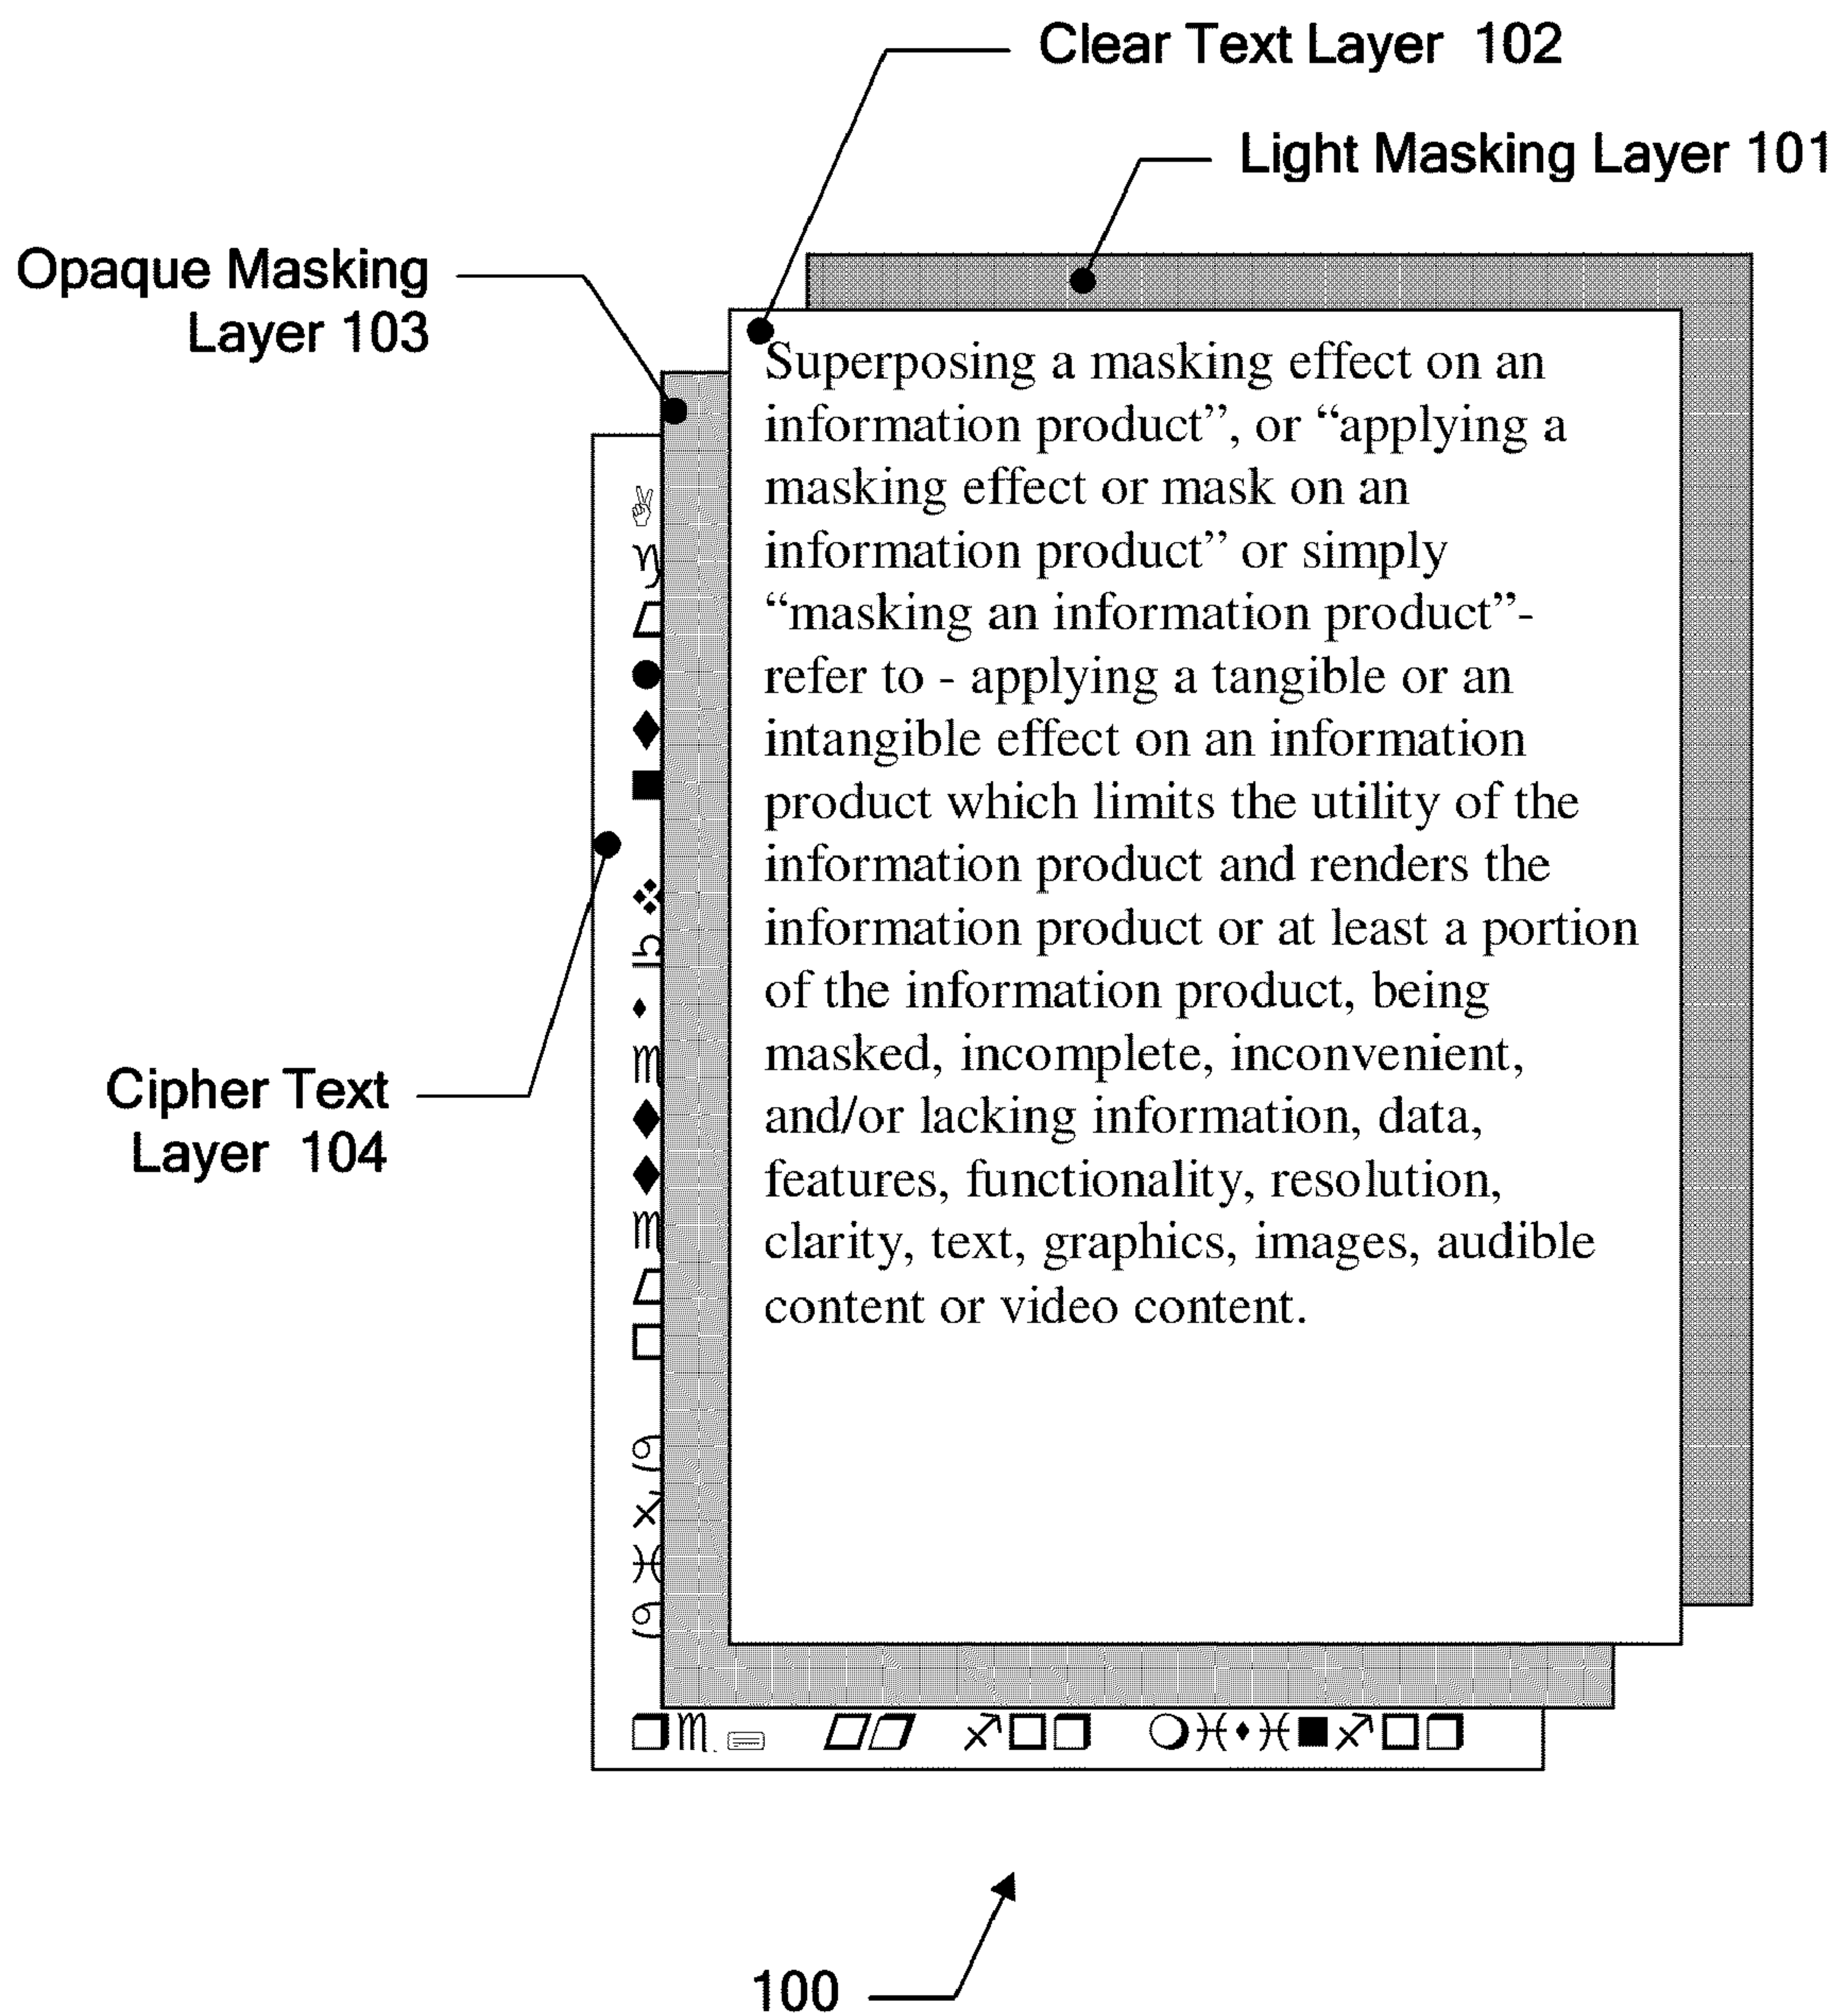 Clear Text Layer 102
Light Masking Layer 101
Opaque Masking
Layer 103
Superposing a masking effect on an
information product”, or “applying a
masking effect or mask on an
information product” or simply
“masking an information product”-
refer to - applying a tangible or an
intangible effect on an information
product which limits the utility of the
information product and renders the
information product or at least a portion
of the information product, being
masked, incomplete, inconvenient,
and/or lacking information, data,
features, functionality, resolution,
clarity, text, graphics, images, audible
content or video content.
Cipher Text
Layer 104
100